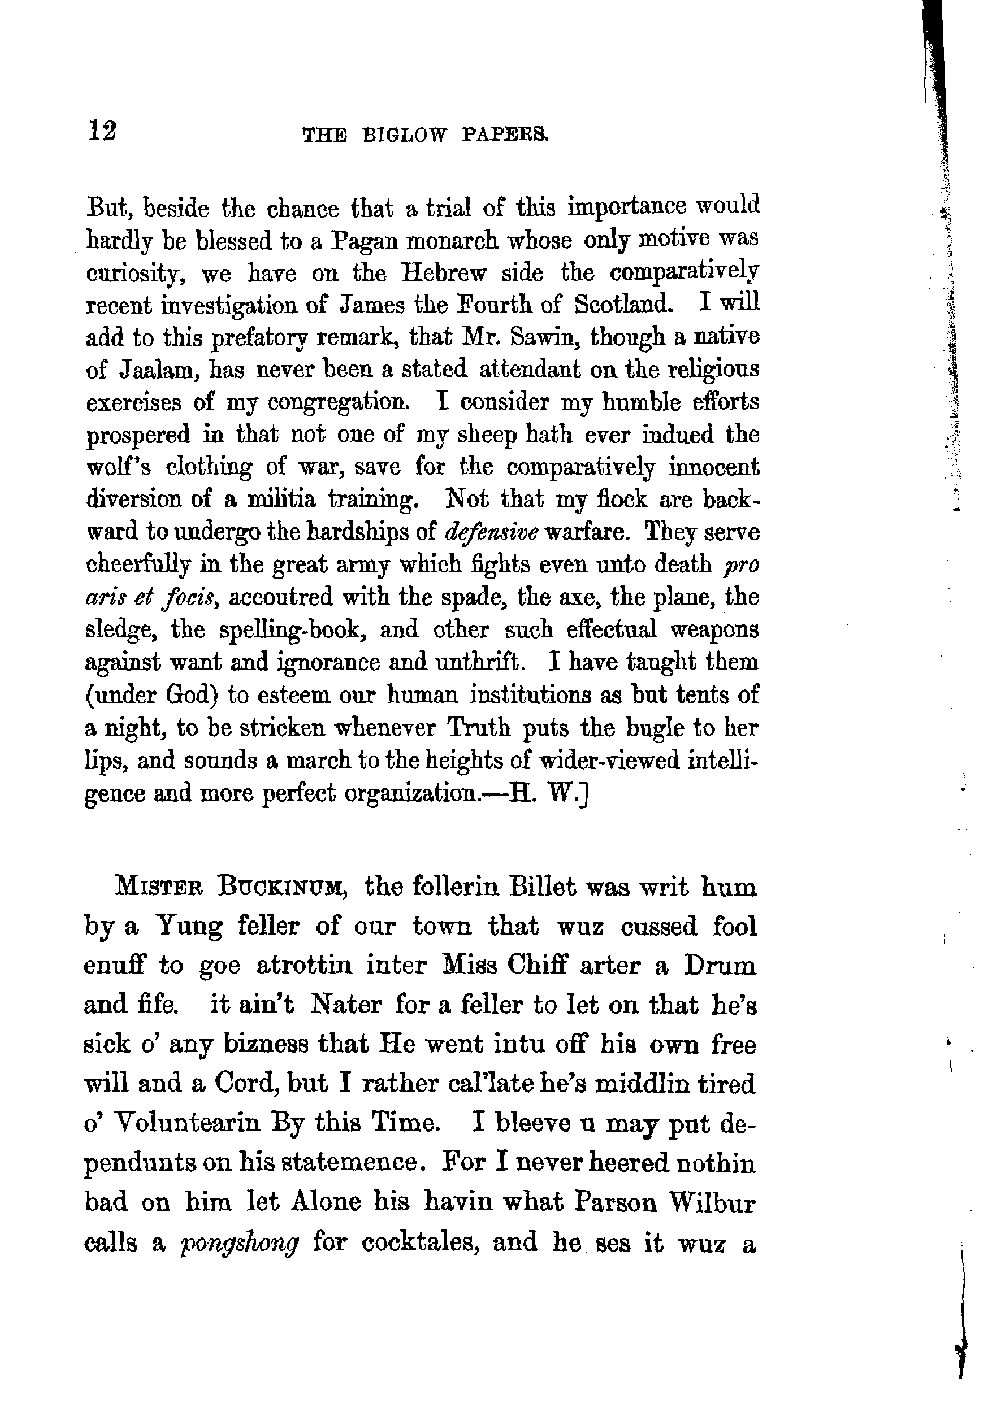 12 THE BIGLOW PAPERS.
But, beside the chance that a trial of this importance would
hardly be blessed to a Pagan monarch whose only motive was
curiosity, we have on the Hebrew side the comparatively
recent investigation of James the Fourth of Scotland. I will
add to this prefatory remark, that Mr. Sawin, though a native
of Jaalam, has never been a stated attendant on the religious
exercises of my congregation. I consider my humble efforts
prospered in that not one of my sheep hath ever indued the
wolf's clothing of war, save for the comparatively innocent
diversion of a militia training. Not that my flock are back-
ward to undergo the hardships of defensive warfare. They serve
cheerfully in the great army which fights even unto death pro
aris et focis, accoutred with the spade, the axe, the plane, the
sledge, the spelling-book, and other such effectual weapons
against want and ignorance and unthrift. I have taught them
(under God) to esteem our human institutions as but tents of
a night, to be stricken whenever Truth puts the bugle to her
lips, and sounds a march to the heights of wider-viewed intelli-
gence and more perfect organization.—H. W.]
MISTER BUCKINUM, the follerin Billet was writ hum
by a Yung feller of our town that wuz cussed fool
enuff to goe atrottin inter Miss Chiff arter a Drum
and fife. it ain't Nater for a feller to let on that he's
sick o' any bizness that He went intu off his own free
will and a Cord, but I rather cal'late he's middlin tired
o' Voluntearin By this Time. I bleeve u may put de-
pendunts on his statemence. For I never heered nothin
bad on him let Alone his havin what Parson Wilbur
calls a pongshong for cocktales, and he ses it wuz a